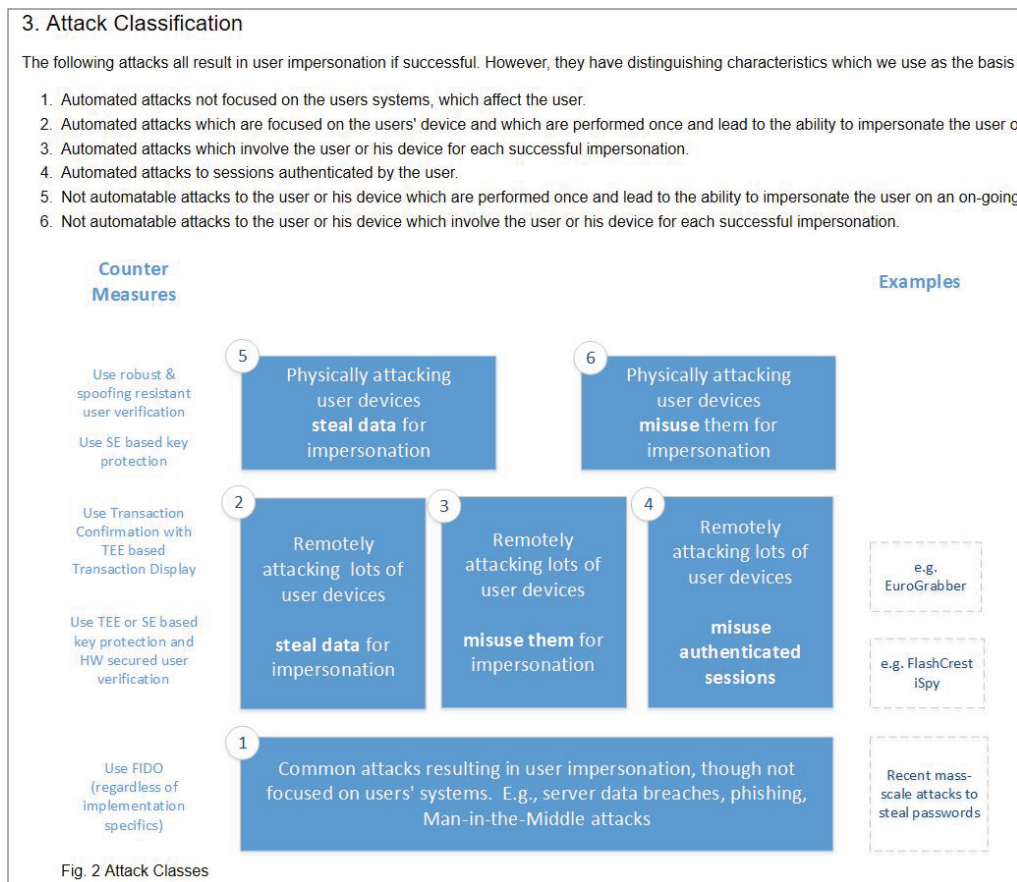 3. Attack Classification
The following attacks all result in user impersonation if successful. However, they have distinguishing characteristics which we use as the basis
1. Automated attacks not focused on the users systems, which affect the user.
2. Automated attacks which are focused on the users' device and which are performed once and lead to the ability to impersonate the user o
3. Automated attacks which involve the user or his device for each successful impersonation.
4. Automated attacks to sessions authenticated by the user.
5. Not automatable attacks to the user or his device which are performed once and lead to the ability to impersonate the user on an on-going
6. Not automatable attacks to the user or his device which involve the user or his device for each successful impersonation.
Counter
Measures
Examples
Use robust &
spoofing resistant
user verification
Use SE based key
protection
5
Physically attacking
user devices
steal data for
impersonation
6
Physically attacking
user devices
misuse them for
impersonation
Use Transaction
Confirmation with
TEE based
Transaction Display
Use TEE or SE based
key protection and
HW secured user
verification
2
Remotely
attacking lots of
user devices
steal data for
impersonation
3
Remotely
attacking lots of
user devices
misuse them for
impersonation
4
Remotely
attacking lots of
user devices
misuse
authenticated
sessions
e.g.
EuroGrabber
e.g. FlashCrest
iSpy
Use FIDO
(regardless of
implementation
specifics)
1
Common attacks resulting in user impersonation, though not
focused on users' systems. E.g., server data breaches, phishing,
Man-in-the-Middle attacks
Recent mass-
scale attacks to
steal passwords
Fig. 2 Attack Classes